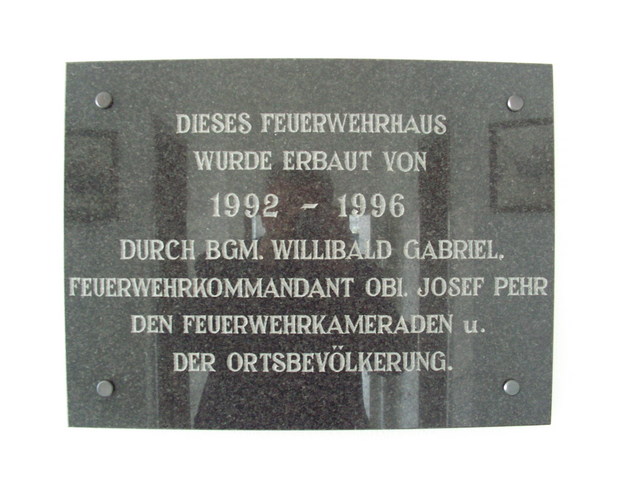 DIESES FEUERWEHRHAUS
WURDE ERBAUT VON
1992 - 1996
DURCH BGM. WILLIBALD GABRIEL,
FEUERWEHRKOMMANDANT OBI. JOSEF PEHR
DEN FEUERWEHRKAMERADEN u.
DER ORTSBEVÖLKERUNG.